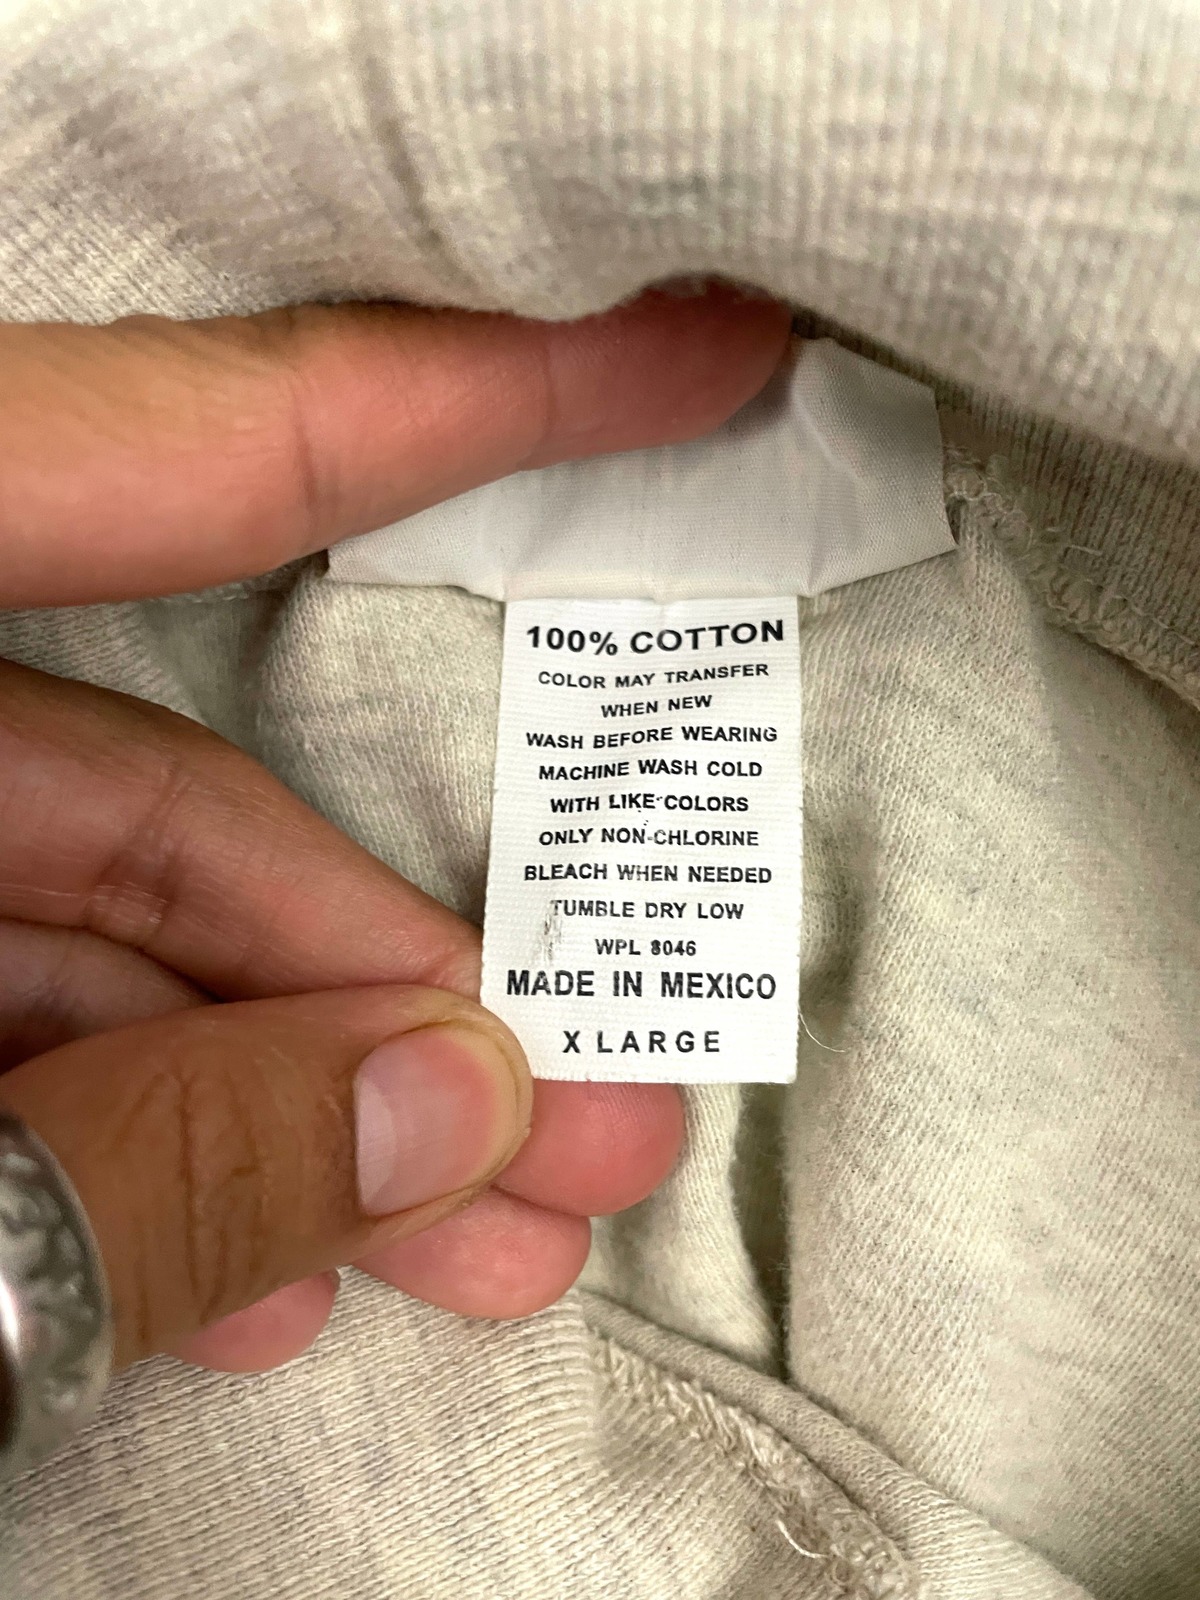 100% COTTON
COLOR MAY TRANSFER
WHEN NEW
WASH BEFORE WEARING
MACHINE WASH COLD
WITH LIKE COLORS
ONLY NON-CHLORINE
BLEACH WHEN NEEDED
TUMBLE DRY LOW
WPL 8046
MADE IN MEXICO
X LARGE